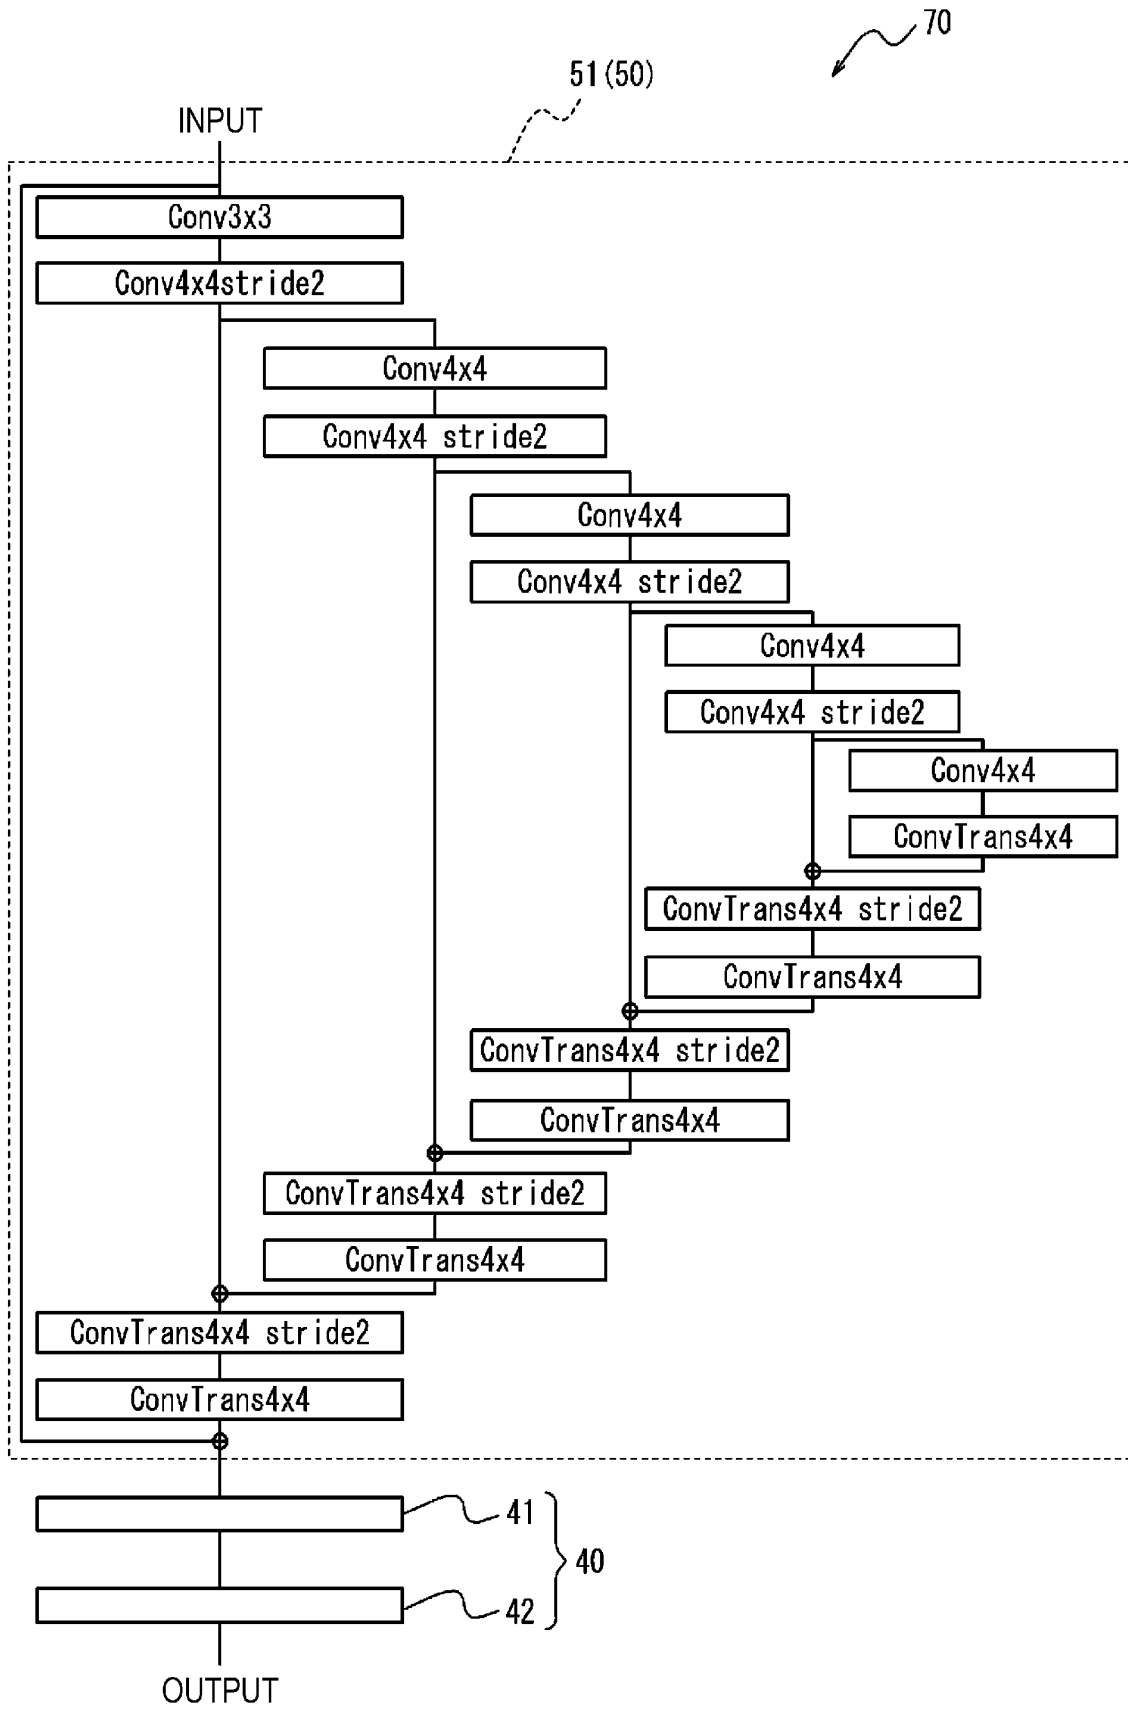 70
51(50)
INPUT
Conv3x3
Conv4x4stride2
Conv4x4
Conv4x4 stride2
Conv4x4
Conv4x4 stride2
Conv4x4
Conv4x4 stride2
Conv4x4
ConvTrans4x4
ConvTrans4x4 stride2
ConvTrans4x4
ConvTrans4x4 stride2
ConvTrans4x4
ConvTrans4x4 stride2
ConvTrans4x4
ConvTrans4x4 stride2
ConvTrans4x4
41
40
42
OUTPUT